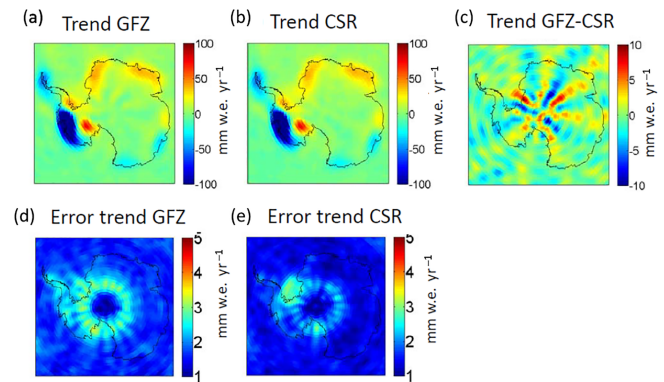 (a) Trend GFZ
100
50
0
-50
-100
mm w.e. yr⁻¹
(b) Trend CSR
100
50
0
-50
-100
mm w.e. yr⁻¹
(c) Trend GFZ-CSR
10
5
0
-5
-10
mm w.e. yr⁻¹
(d) Error trend GFZ
5
4
3
2
1
mm w.e. yr⁻¹
(e) Error trend CSR
5
4
3
2
1
mm w.e. yr⁻¹